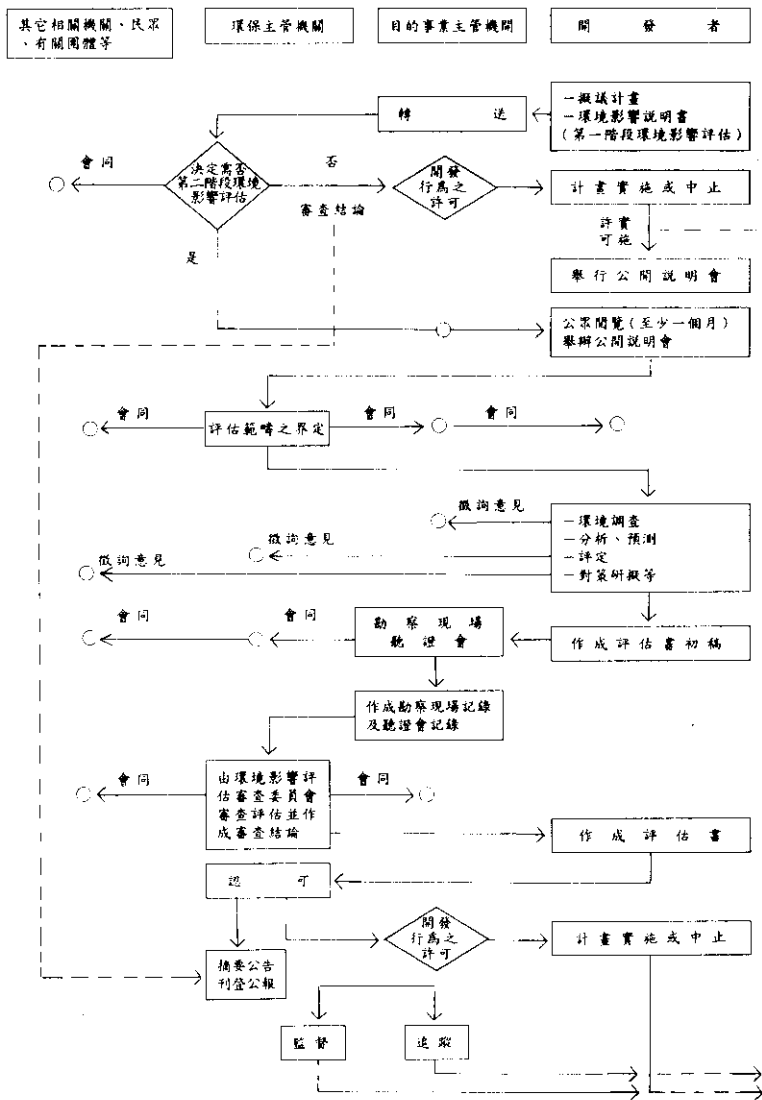 其它相關機關、民眾
、有關團體等
環保主管機關
目的事業主管機關
開發者
轉送
－擬議計畫
－環境影響說明書
(第一階段環境影響評估)
會同
決定需否
第二階段環境
影響評估
否
審查結論
開發
行為之
許可
計畫實施或中止
是
許實
可施
舉行公開說明會
公眾閱覽(至少一個月)
舉辦公開說明會
會同
評估範疇之界定
會同
會同
徵詢意見
徵詢意見
徵詢意見
－環境調查
－分析、預測
－評定
－對策研擬等
會同
會同
勘察現場
聽證會
作成評估書初稿
作成勘察現場記錄
及聽證會記錄
會同
由環境影響評
估審查委員會
審查評估並作
成審查結論
會同
作成評估書
認可
開發
行為之
許可
計畫實施或中止
摘要公告
刊登公報
監督
追蹤